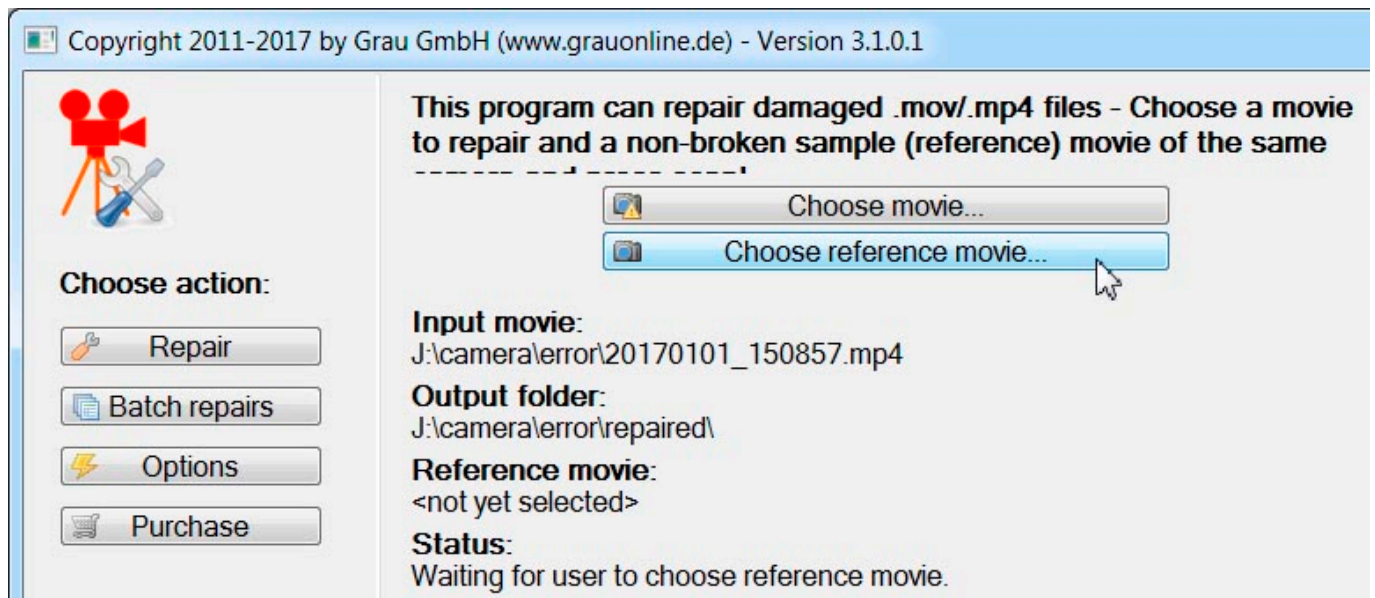 Copyright 2011-2017 by Grau GmbH (www.grauonline.de) - Version 3.1.0.1
This program can repair damaged .mov/.mp4 files - Choose a movie
to repair and a non-broken sample (reference) movie of the same
Choose movie...
Choose reference movie...
Choose action:
Repair
Batch repairs
Options
Purchase
Input movie:
J:\camera\error\20170101_150857.mp4
Output folder:
J:\camera\error\repaired\
Reference movie:
<not yet selected>
Status:
Waiting for user to choose reference movie.